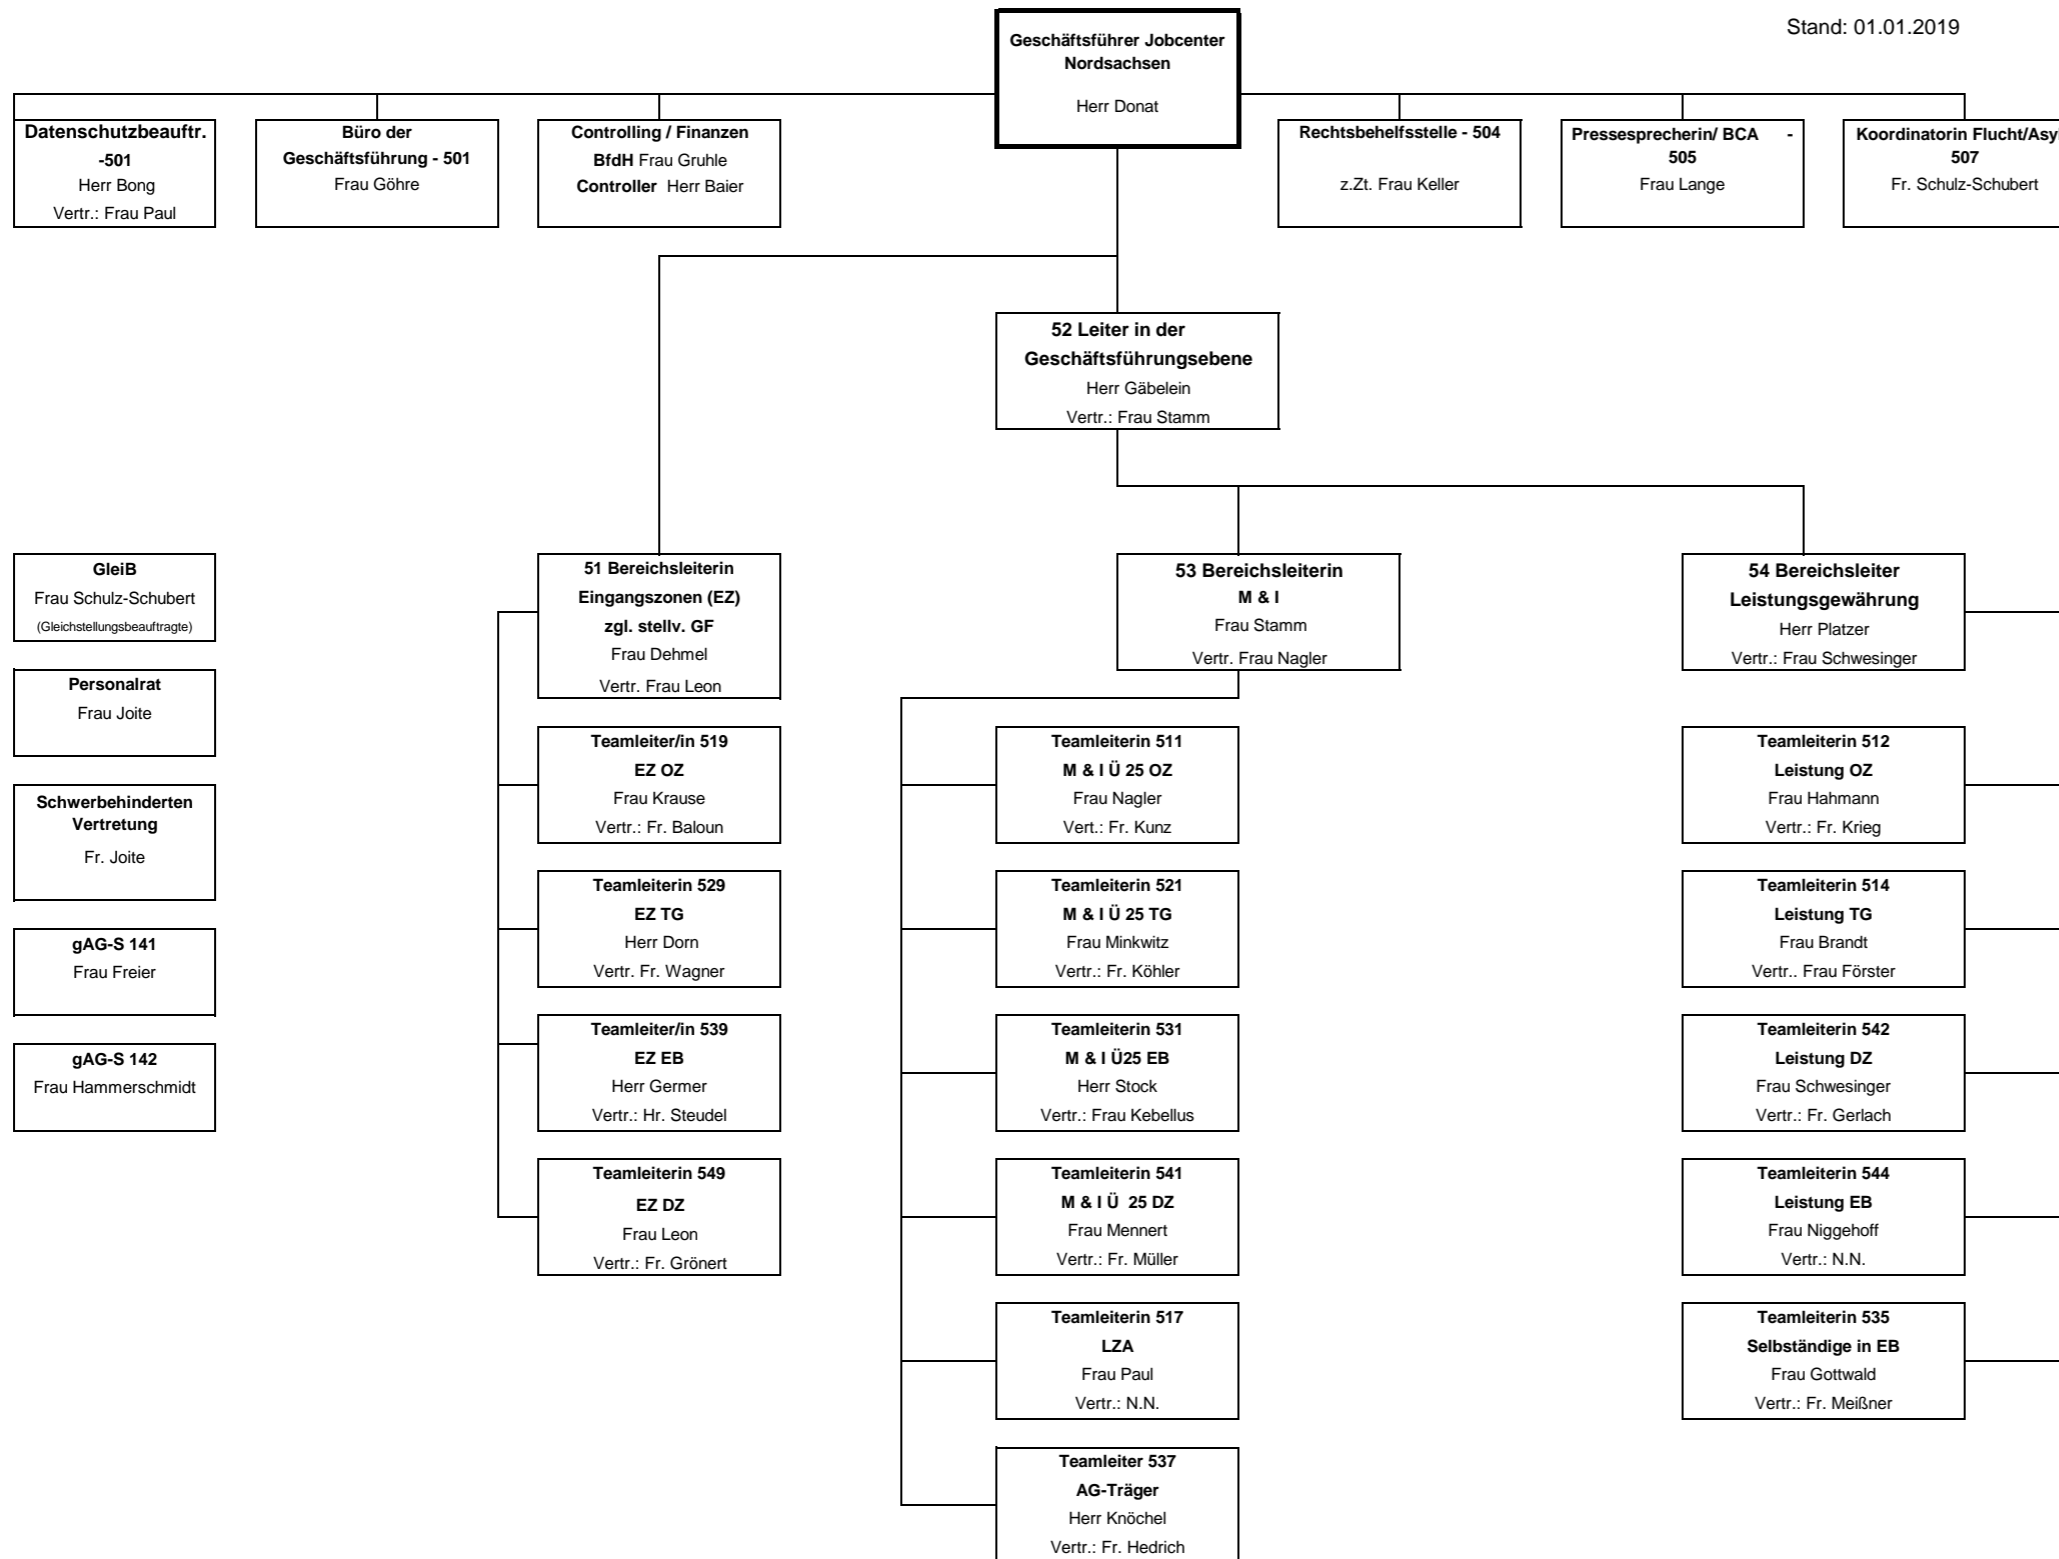 Stand: 01.01.2019
Geschäftsführer Jobcenter
Nordsachsen
Herr Donat
Datenschutzbeauftr.
-501
Herr Bong
Vertr.: Frau Paul
Büro der
Geschäftsführung - 501
Frau Göhre
Controlling / Finanzen
BfdH Frau Gruhle
Controller Herr Baier
Rechtsbehelfsstelle - 504
z.Zt. Frau Keller
Pressesprecherin/ BCA -
505
Frau Lange
Koordinatorin Flucht/Asyl
507
Fr. Schulz-Schubert
52 Leiter in der
Geschäftsführungsebene
Herr Gäbelein
Vertr.: Frau Stamm
GleiB
Frau Schulz-Schubert
(Gleichstellungsbeauftragte)
Personalrat
Frau Joite
Schwerbehinderten
Vertretung
Fr. Joite
gAG-S 141
Frau Freier
gAG-S 142
Frau Hammerschmidt
51 Bereichsleiterin
Eingangszonen (EZ)
zgl. stellv. GF
Frau Dehmel
Vertr. Frau Leon
Teamleiter/in 519
EZ OZ
Frau Krause
Vertr.: Fr. Baloun
Teamleiterin 529
EZ TG
Herr Dorn
Vertr. Fr. Wagner
Teamleiter/in 539
EZ EB
Herr Germer
Vertr.: Hr. Steudel
Teamleiterin 549
EZ DZ
Frau Leon
Vertr.: Fr. Grönert
53 Bereichsleiterin
M & I
Frau Stamm
Vertr. Frau Nagler
Teamleiterin 511
M & I Ü 25 OZ
Frau Nagler
Vert.: Fr. Kunz
Teamleiterin 521
M & I Ü 25 TG
Frau Minkwitz
Vertr.: Fr. Köhler
Teamleiterin 531
M & I Ü25 EB
Herr Stock
Vertr.: Frau Kebellus
Teamleiterin 541
M & I Ü 25 DZ
Frau Mennert
Vertr.: Fr. Müller
Teamleiterin 517
LZA
Frau Paul
Vertr.: N.N.
Teamleiter 537
AG-Träger
Herr Knöchel
Vertr.: Fr. Hedrich
54 Bereichsleiter
Leistungsgewährung
Herr Platzer
Vertr.: Frau Schwesinger
Teamleiterin 512
Leistung OZ
Frau Hahmann
Vertr.: Fr. Krieg
Teamleiterin 514
Leistung TG
Frau Brandt
Vertr.. Frau Förster
Teamleiterin 542
Leistung DZ
Frau Schwesinger
Vertr.: Fr. Gerlach
Teamleiterin 544
Leistung EB
Frau Niggehoff
Vertr.: N.N.
Teamleiterin 535
Selbständige in EB
Frau Gottwald
Vertr.: Fr. Meißner